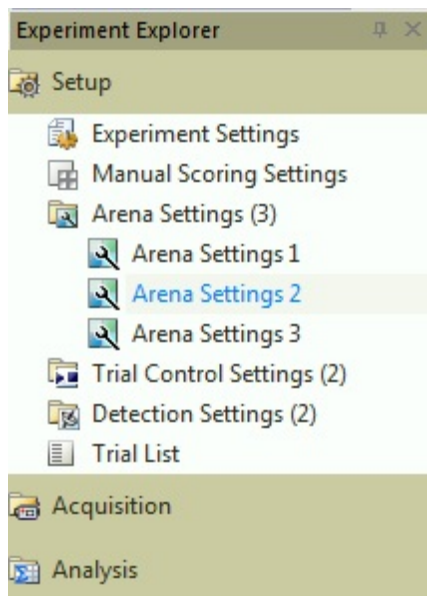 Experiment Explorer
Setup
Experiment Settings
Manual Scoring Settings
Arena Settings (3)
Arena Settings 1
Arena Settings 2
Arena Settings 3
Trial Control Settings (2)
Detection Settings (2)
Trial List
Acquisition
Analysis